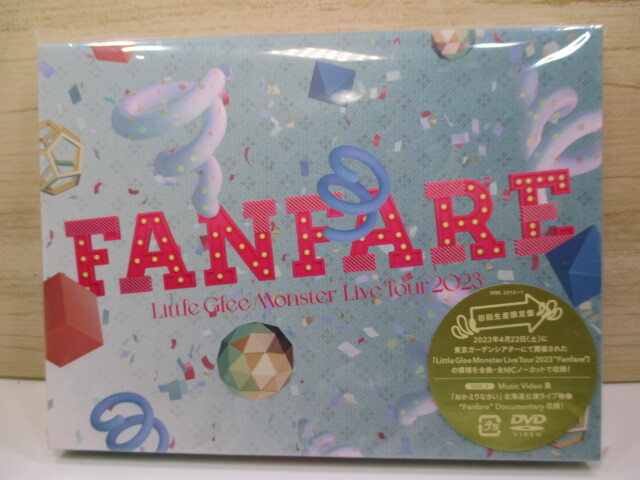 FANFARE
Little Glee Monster Live Tour 2023
初回生産限定盤
2023年4月22日(土)に
東京ガーデンシアターにて開催された
「Little Glee Monster Live Tour 2023"Fanfare"」
の模様を全曲・全MCノーカットで収録!
Music Video 集
「おかえりなさい」北海道公演ライブ映像
"Fanfare" Documentary 収録!
DVD
VIDEO